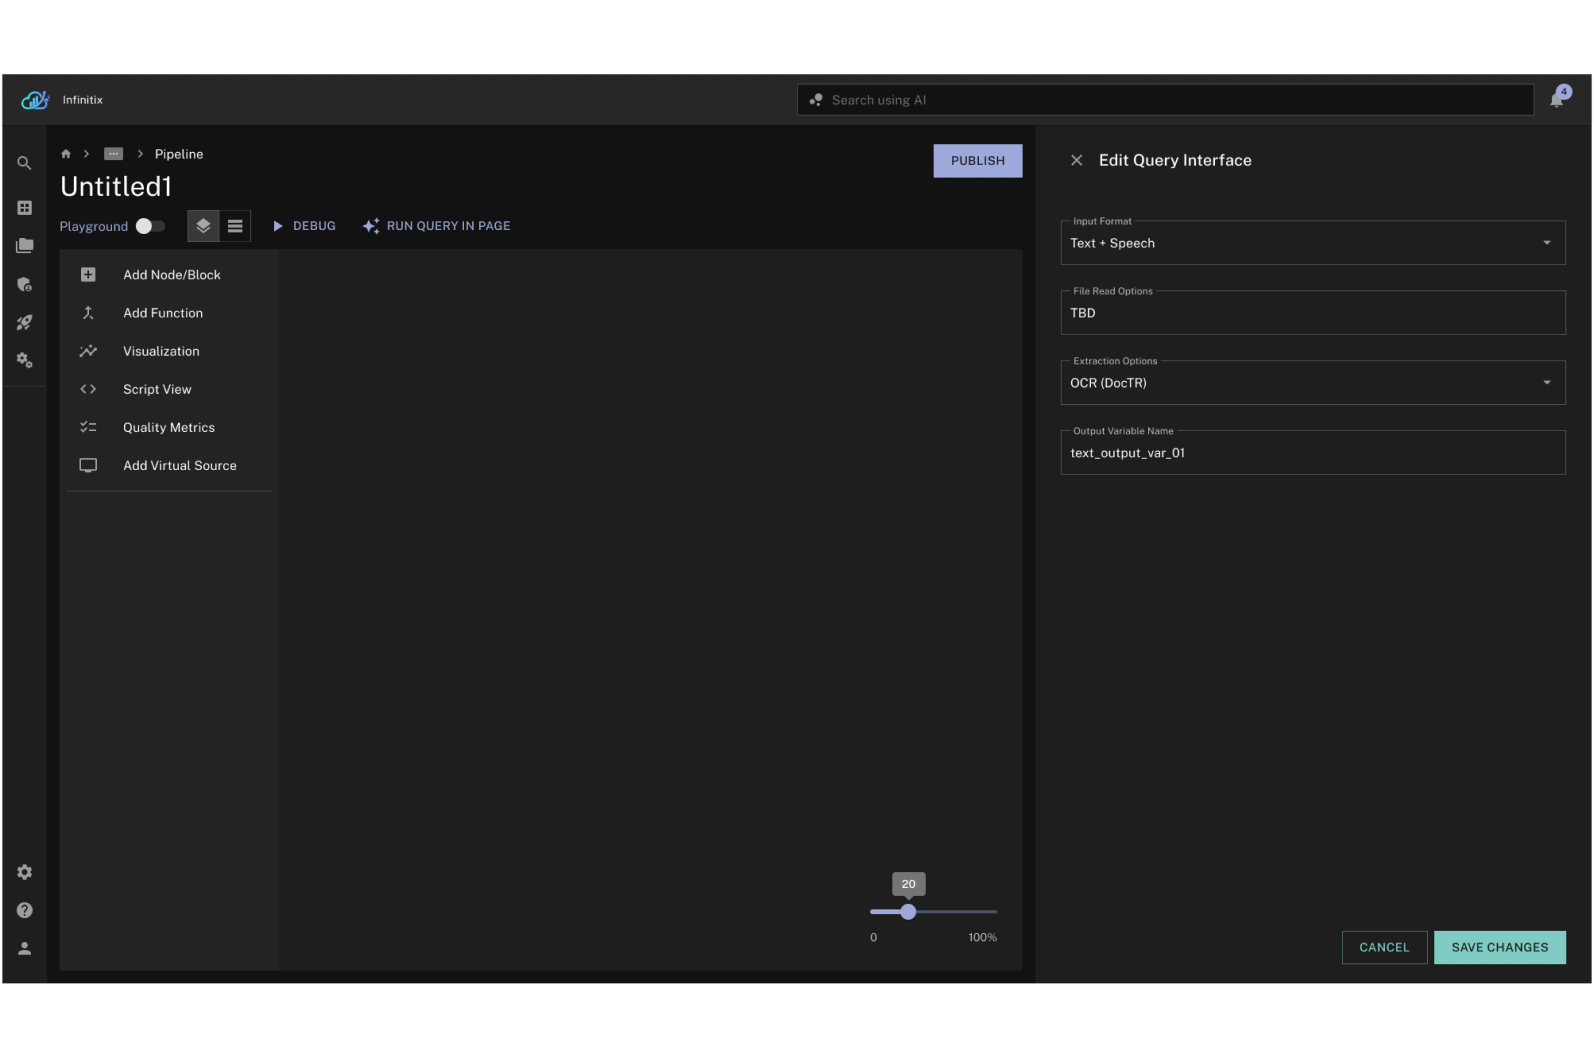 Infinitix
Search using AI
4
Pipeline
Untitled1
PUBLISH
Playground
DEBUG
RUN QUERY IN PAGE
Add Node/Block
Add Function
Visualization
Script View
Quality Metrics
Add Virtual Source
20
0
100%
Edit Query Interface
Input Format
Text + Speech
File Read Options
TBD
Extraction Options
OCR (DocTR)
Output Variable Name
text_output_var_01
CANCEL
SAVE CHANGES